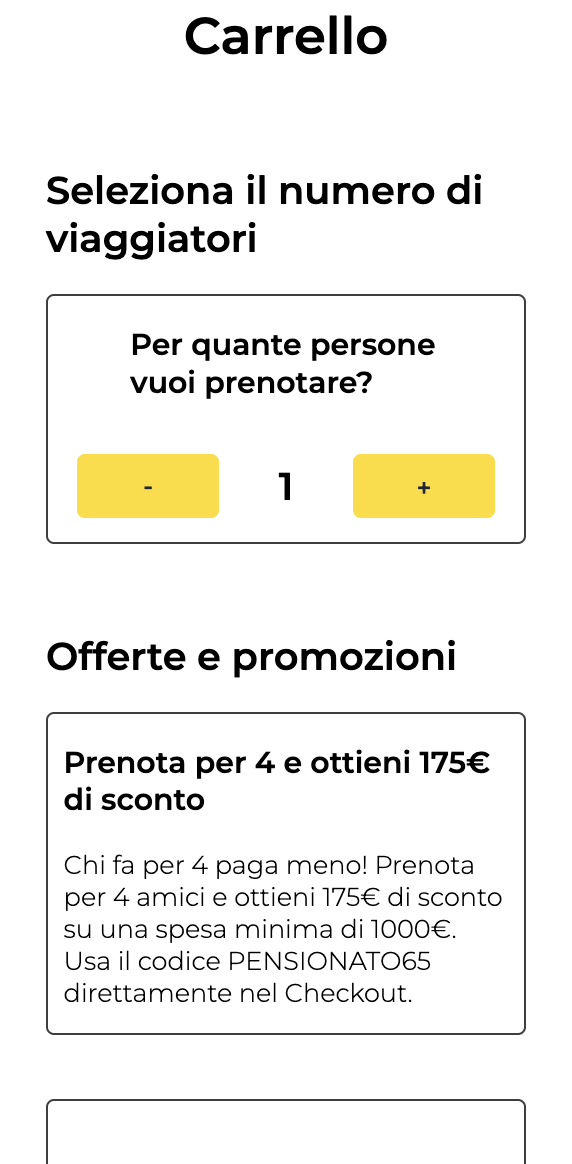 Carrello
Seleziona il numero di
viaggiatori
Per quante persone
vuoi prenotare?
- 1 +
Offerte e promozioni
Prenota per 4 e ottieni 175€
di sconto
Chi fa per 4 paga meno! Prenota
per 4 amici e ottieni 175€ di sconto
su una spesa minima di 1000€.
Usa il codice PENSIONATO65
direttamente nel Checkout.